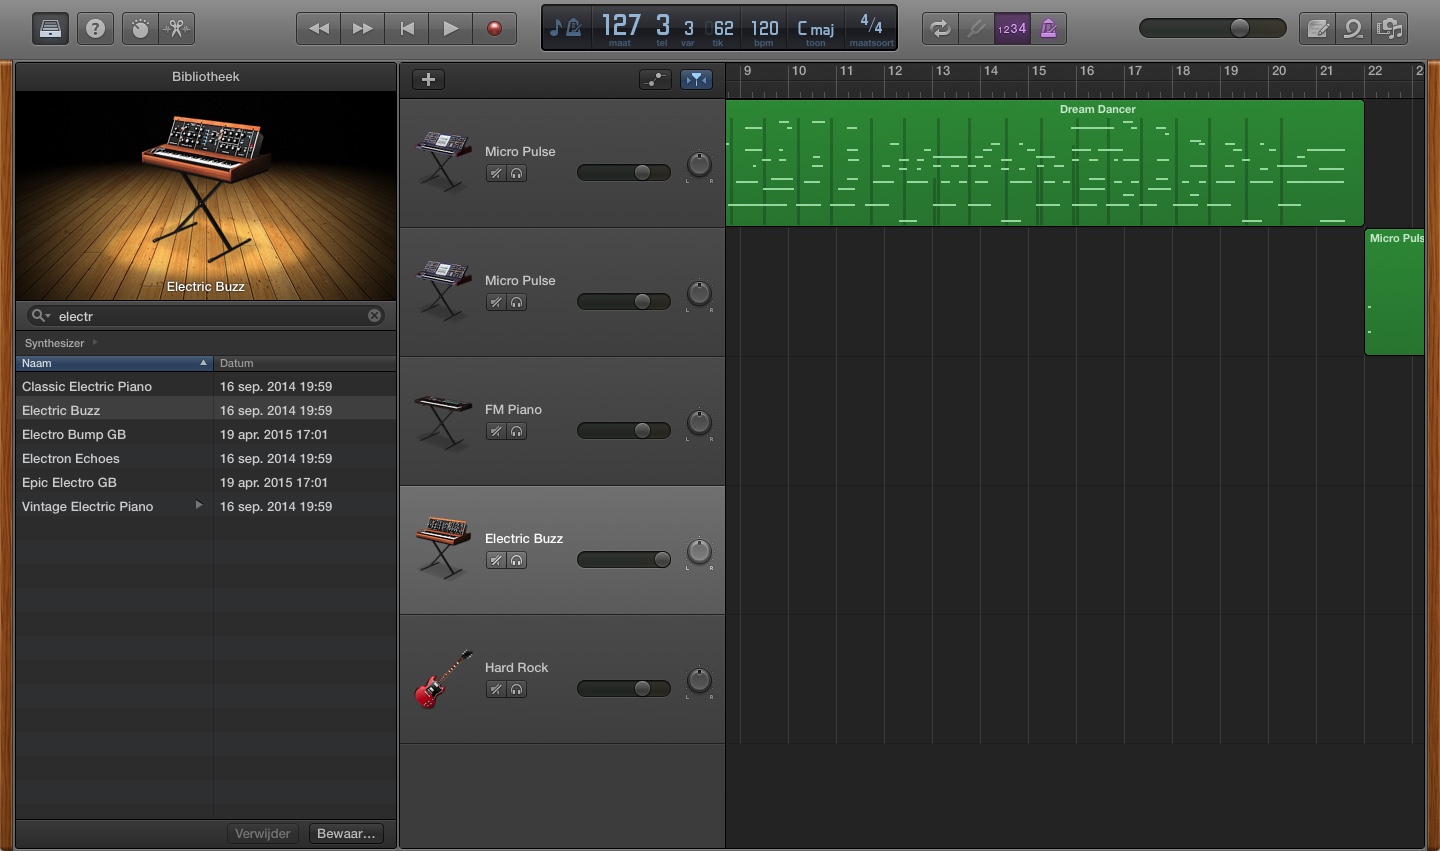 127 3 3 62 120 C maj 4/4
maat tel var tik bpm toon maatsoort
1234
Bibliotheek
Electric Buzz
electr
Synthesizer
Naam Datum
Classic Electric Piano 16 sep. 2014 19:59
Electric Buzz 16 sep. 2014 19:59
Electro Bump GB 19 apr. 2015 17:01
Electron Echoes 16 sep. 2014 19:59
Epic Electro GB 19 apr. 2015 17:01
Vintage Electric Piano 16 sep. 2014 19:59
Verwijder Bewaar...
9 10 11 12 13 14 15 16 17 18 19 20 21 22 2
Micro Pulse
L R
Micro Pulse
L R
FM Piano
L R
Electric Buzz
L R
Hard Rock
L R
Dream Dancer
Micro Puls